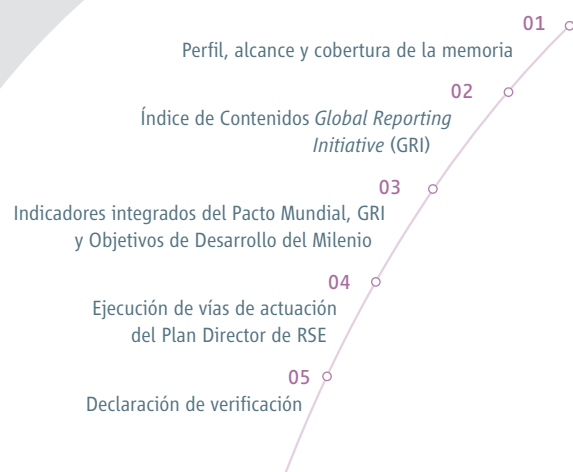 01
Perfil, alcance y cobertura de la memoria
02
Índice de Contenidos Global Reporting
Initiative (GRI)
03
Indicadores integrados del Pacto Mundial, GRI
y Objetivos de Desarrollo del Milenio
04
Ejecución de vías de actuación
del Plan Director de RSE
05
Declaración de verificación